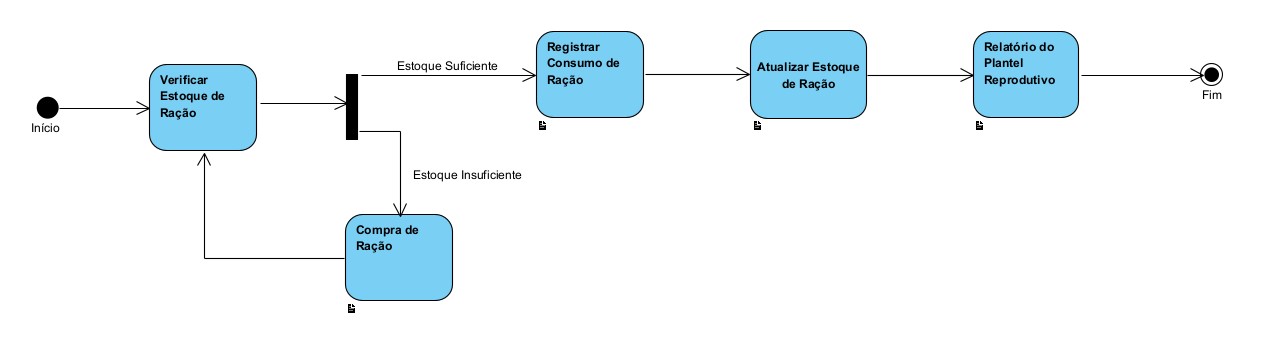 Início
Verificar
Estoque de
Ração
Estoque Suficiente
Estoque Insuficiente
Compra de
Ração
Registrar
Consumo de
Ração
Atualizar Estoque
de Ração
Relatório do
Plantel
Reprodutivo
Fim